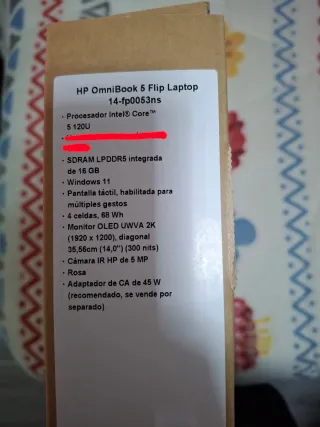 HP OmniBook 5 Flip Laptop
14-fp0053ns
· Procesador Intel® Core™
5 120U
· SDRAM LPDDR5 integrada
de 16 GB
· Windows 11
· Pantalla táctil, habilitada para
múltiples gestos
· 4 celdas, 68 Wh
· Monitor OLED UWVA 2K
(1920 x 1200), diagonal
35,56cm (14,0") (300 nits)
· Cámara IR HP de 5 MP
· Rosa
· Adaptador de CA de 45 W
(recomendado, se vende por
separado)